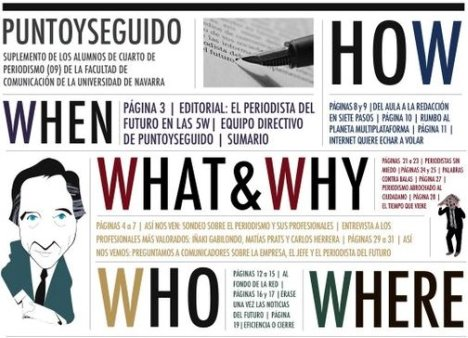 PUNTOYSEGUIDO
SUPLEMENTO DE LOS ALUMNOS DE CUARTO DE
PERIODISMO (09) DE LA FACULTAD DE
COMUNICACIÓN DE LA UNIVERSIDAD DE NAVARRA
HOW
PÁGINAS 8 y 9 | DEL AULA A LA REDACCIÓN
EN SIETE PASOS | PÁGINA 10 | RUMBO AL
PLANETA MULTIPLATAFORMA | PÁGINA 11 |
INTERNET QUIERE ECHAR A VOLAR
WHEN
PÁGINA 3 | EDITORIAL: EL PERIODISTA DEL
FUTURO EN LAS 5W | EQUIPO DIRECTIVO
DE PUNTOYSEGUIDO | SUMARIO
WHAT & WHY
PÁGINAS 21 a 23 | PERIODISTAS SIN
MIEDO | PÁGINAS 24 y 25 | PALABRAS
CONTRA BALAS | PÁGINA 27 |
PERIODISMO ABROCHADO AL
CIUDADANO | PÁGINA 28 |
EL TIEMPO QUE VIENE
PÁGINAS 4 a 7 | ASÍ NOS VEN: SONDEO SOBRE EL PERIODISMO Y SUS PROFESIONALES | ENTREVISTA A LOS
PROFESIONALES MÁS VALORADOS: IÑAKI GABILONDO, MATÍAS PRATS Y CARLOS HERRERA | PÁGINAS 29 a 31 | ASÍ
NOS VEMOS: PREGUNTAMOS A COMUNICADORES SOBRE LA EMPRESA, EL JEFE Y EL PERIODISTA DEL FUTURO
WHO
PÁGINAS 12 a 15 | AL
FONDO DE LA RED |
PÁGINAS 16 y 17 | ÉRASE
UNA VEZ LAS NOTICIAS
DEL FUTURO | PÁGINA
19 | EFICIENCIA O CIERRE
WHERE